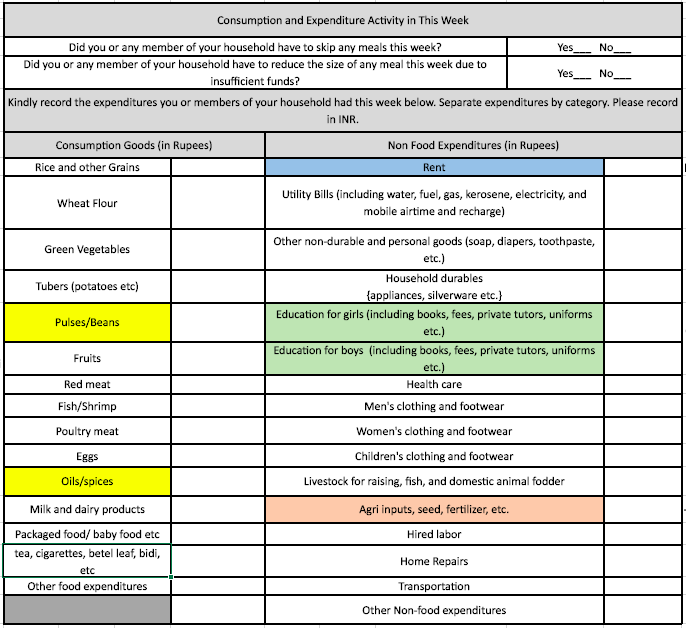 Consumption and Expenditure Activity in This Week
Did you or any member of your household have to skip any meals this week?
Yes___ No___
Did you or any member of your household have to reduce the size of any meal this week due to
insufficient funds?
Yes___ No___
Kindly record the expenditures you or members of your household had this week below. Separate expenditures by category. Please record
in INR.
Consumption Goods (in Rupees)
Non Food Expenditures (in Rupees)
Rice and other Grains
Rent
Wheat Flour
Utility Bills (including water, fuel, gas, kerosene, electricity, and
mobile airtime and recharge)
Green Vegetables
Other non-durable and personal goods (soap, diapers, toothpaste,
etc.)
Tubers (potatoes etc)
Household durables
{appliances, silverware etc.}
Pulses/Beans
Education for girls (including books, fees, private tutors, uniforms
etc.)
Fruits
Education for boys (including books, fees, private tutors, uniforms
etc.)
Red meat
Health care
Fish/Shrimp
Men's clothing and footwear
Poultry meat
Women's clothing and footwear
Eggs
Children's clothing and footwear
Oils/spices
Livestock for raising, fish, and domestic animal fodder
Milk and dairy products
Agri inputs, seed, fertilizer, etc.
Packaged food/ baby food etc
Hired labor
tea, cigarettes, betel leaf, bidi,
etc
Home Repairs
Other food expenditures
Transportation
Other Non-food expenditures